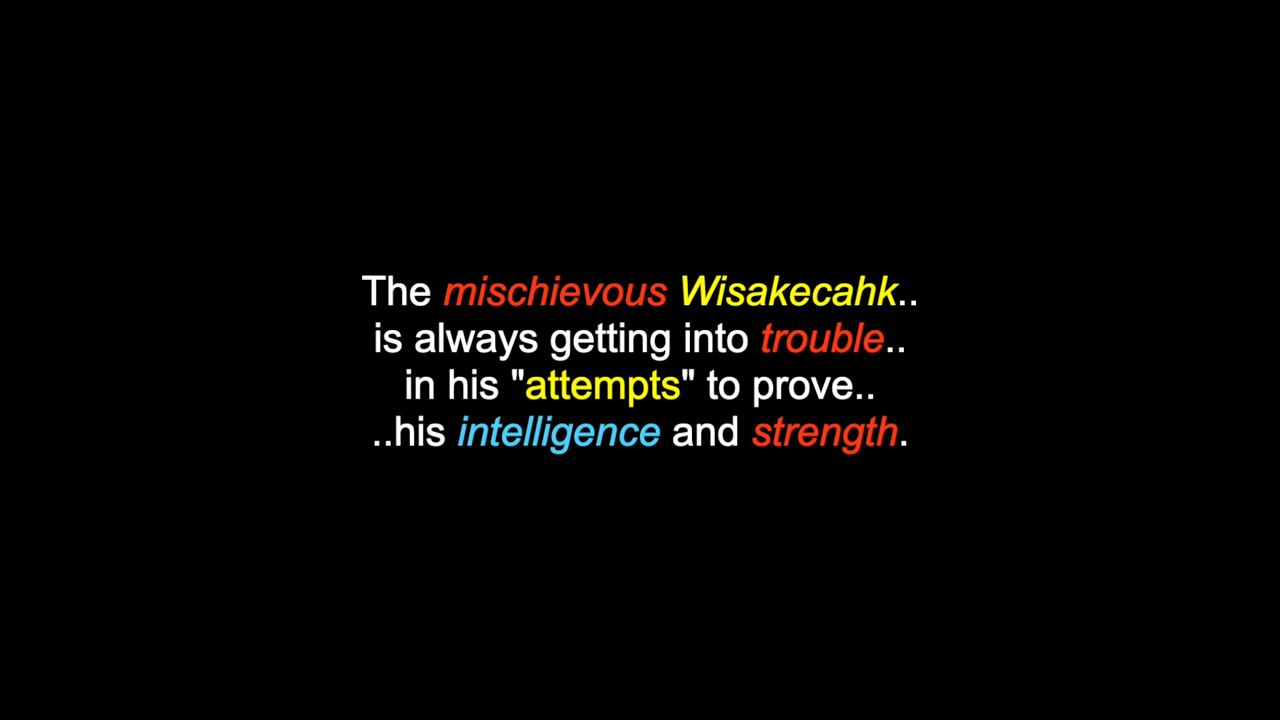 The mischievous Wisakecahk..
is always getting into trouble..
in his "attempts" to prove..
..his intelligence and strength.